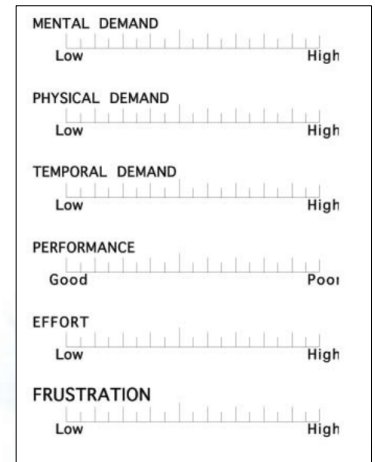 MENTAL DEMAND
Low High
PHYSICAL DEMAND
Low High
TEMPORAL DEMAND
Low High
PERFORMANCE
Good Poor
EFFORT
Low High
FRUSTRATION
Low High